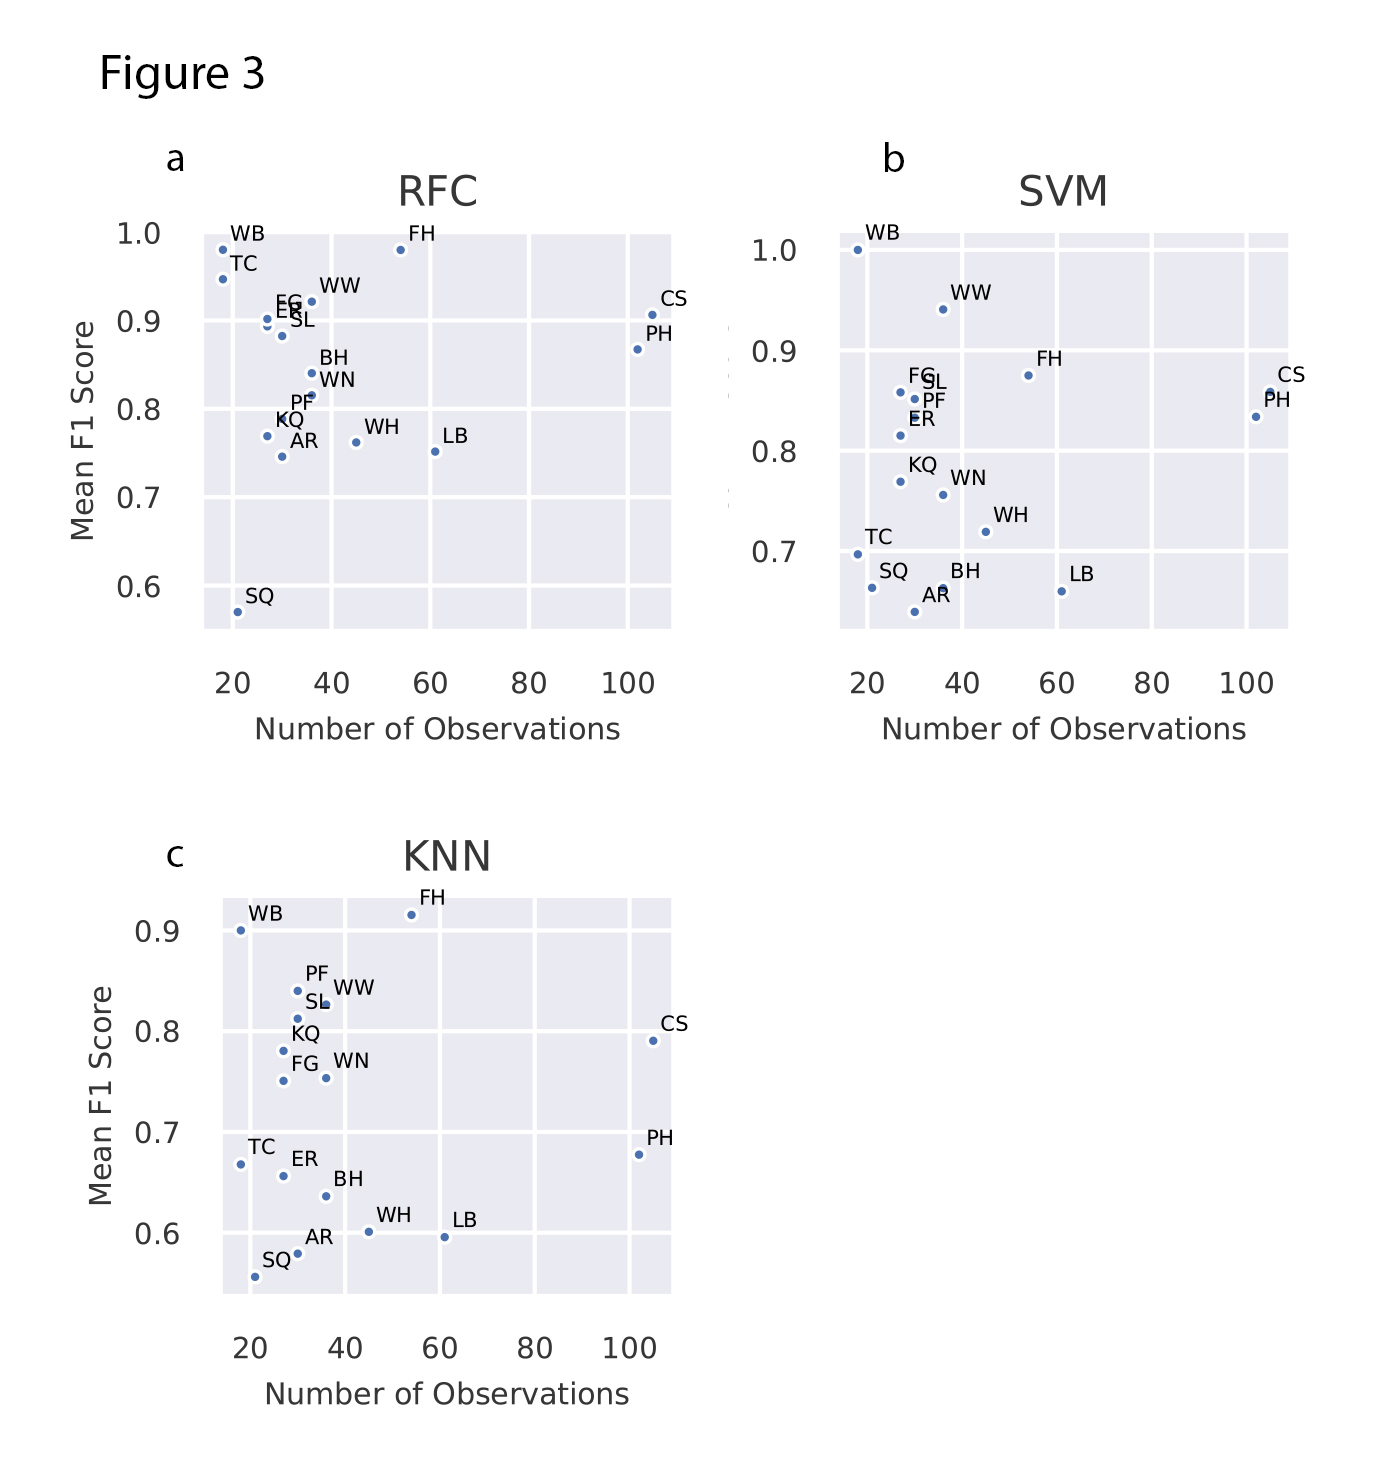 Figure 3
a
RFC
1.0
0.9
0.8
0.7
0.6
Mean F1 Score
WB
FH
TC
WW
FG
ER
SL
CS
PH
BH
WN
PF
KQ
AR
WH
LB
SQ
20 40 60 80 100
Number of Observations
b
SVM
1.0
0.9
0.8
0.7
WB
WW
FH
FG
SL
CS
PF
PH
ER
KQ
WN
WH
TC
SQ
BH
LB
AR
20 40 60 80 100
Number of Observations
c
KNN
0.9
0.8
0.7
0.6
Mean F1 Score
FH
WB
PF
WW
SL
CS
KQ
FG
WN
PH
TC
ER
BH
WH
LB
AR
SQ
20 40 60 80 100
Number of Observations